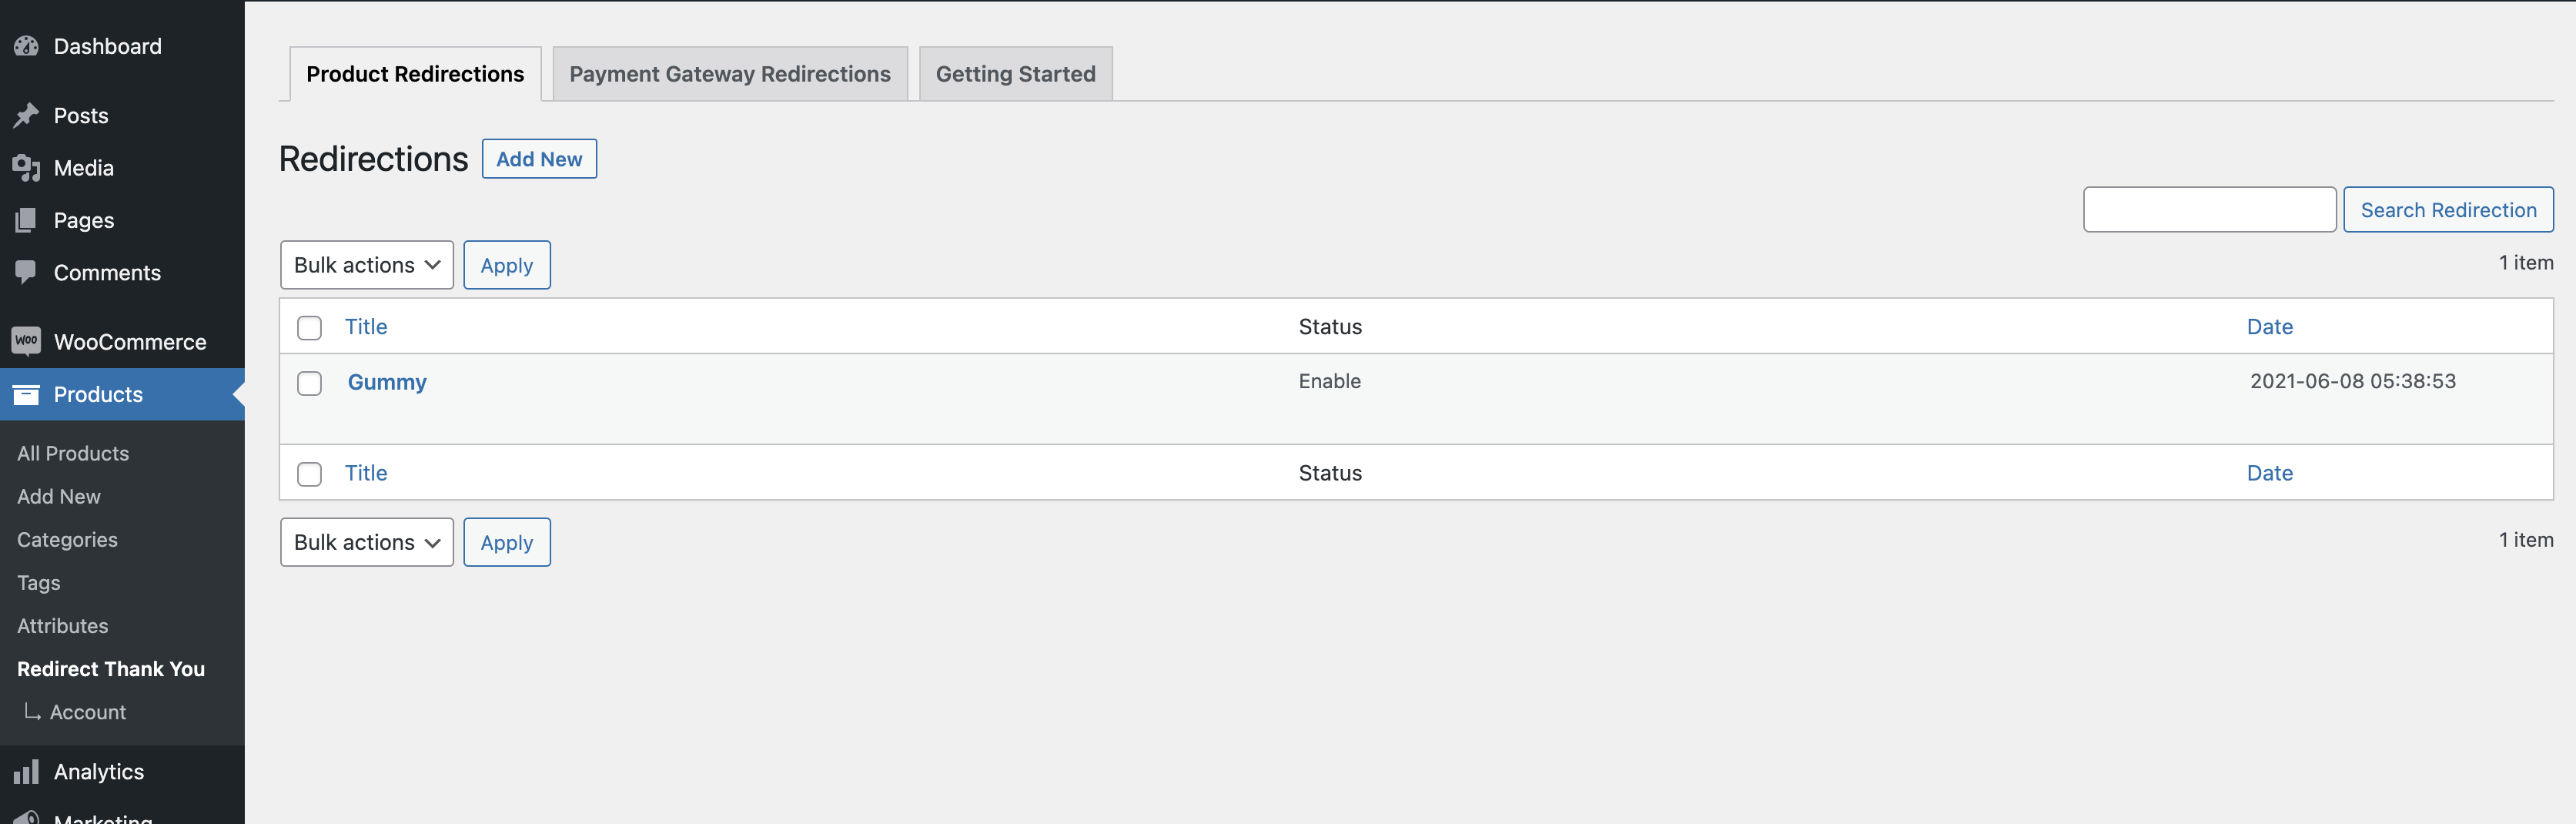 Dashboard
Posts
Media
Pages
Comments
Woo
WooCommerce
Products
All Products
Add New
Categories
Tags
Attributes
Redirect Thank You
Account
Analytics
Marketing
Product Redirections
Payment Gateway Redirections
Getting Started
Redirections
Add New
Search Redirection
Bulk actions
Apply
1 item
Title Status Date
Gummy Enable 2021-06-08 05:38:53
Title Status Date
Bulk actions
Apply
1 item